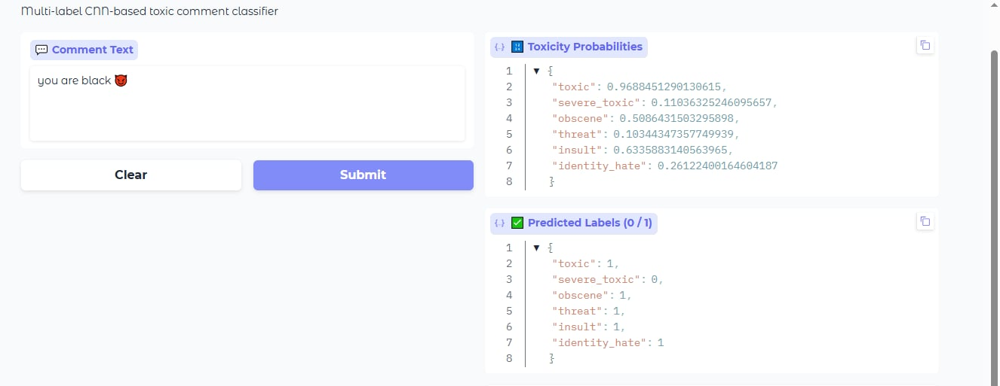 Multi-label CNN-based toxic comment classifier
💬 Comment Text
you are black 😈
Clear
Submit
{..} 🔢 Toxicity Probabilities
1 ▼ {
2 "toxic": 0.9688451290130615,
3 "severe_toxic": 0.11036325246095657,
4 "obscene": 0.5086431503295898,
5 "threat": 0.10344347357749939,
6 "insult": 0.6335883140563965,
7 "identity_hate": 0.26122400164604187
8 }
{..} ✅ Predicted Labels (0 / 1)
1 ▼ {
2 "toxic": 1,
3 "severe_toxic": 0,
4 "obscene": 1,
5 "threat": 1,
6 "insult": 1,
7 "identity_hate": 1
8 }